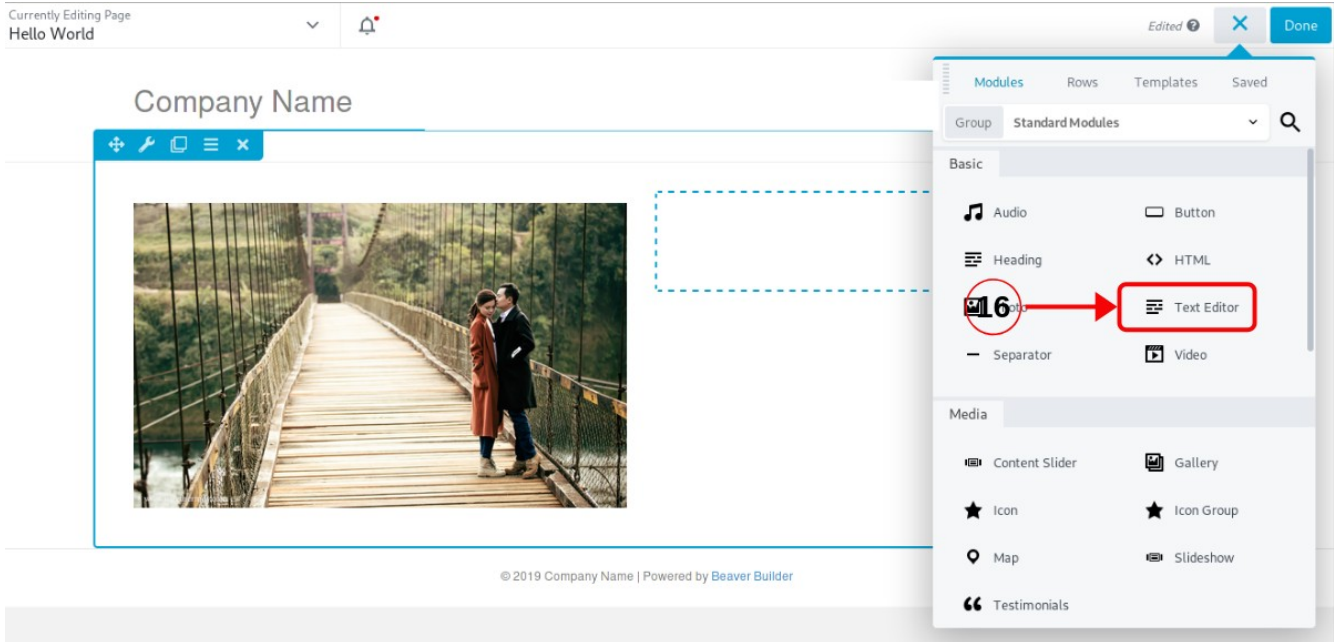 Currently Editing Page
Hello World
Edited
Done
Company Name
Modules Rows Templates Saved
Group Standard Modules
Basic
Audio Button
Heading HTML
16 Text Editor
Separator Video
Media
Content Slider Gallery
Icon Icon Group
Map Slideshow
Testimonials
© 2019 Company Name | Powered by Beaver Builder